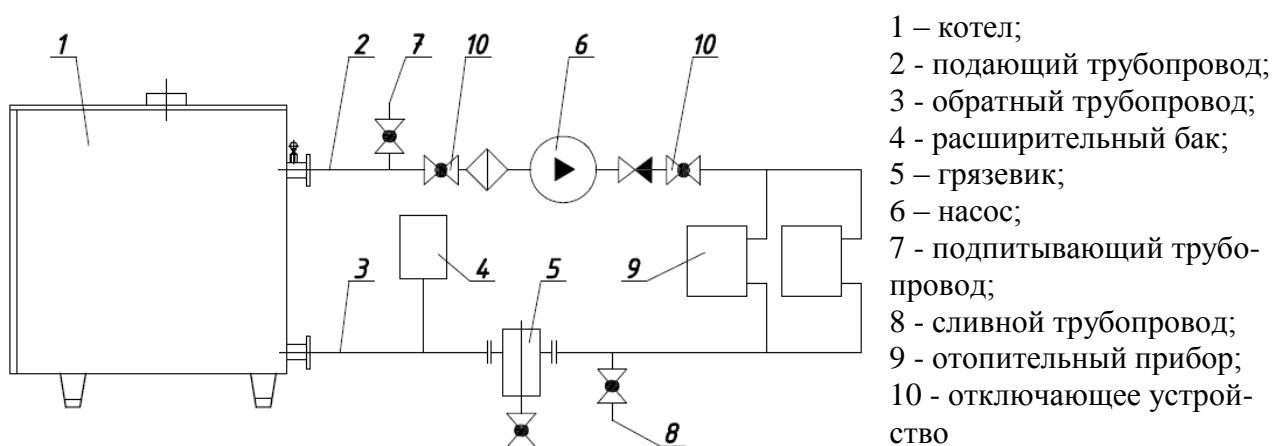 1
2
7
10
6
10
3
4
5
9
8
1 – котел;
2 - подающий трубопровод;
3 - обратный трубопровод;
4 - расширительный бак;
5 – грязевик;
6 – насос;
7 - подпитывающий трубо-
провод;
8 - сливной трубопровод;
9 - отопительный прибор;
10 - отключающее устрой-
ство